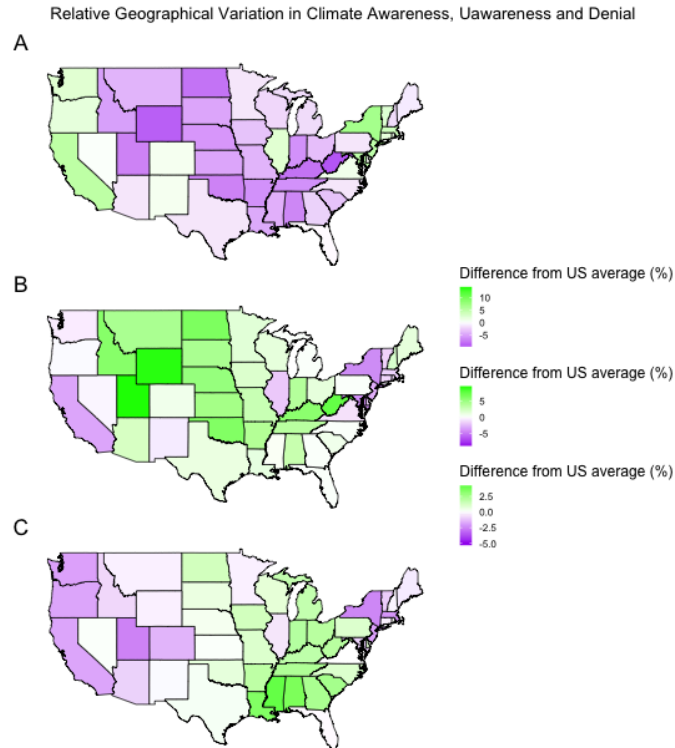 Relative Geographical Variation in Climate Awareness, Uawareness and Denial
A
B
C
Difference from US average (%)
10
5
0
-5
Difference from US average (%)
5
0
-5
Difference from US average (%)
2.5
0.0
-2.5
-5.0